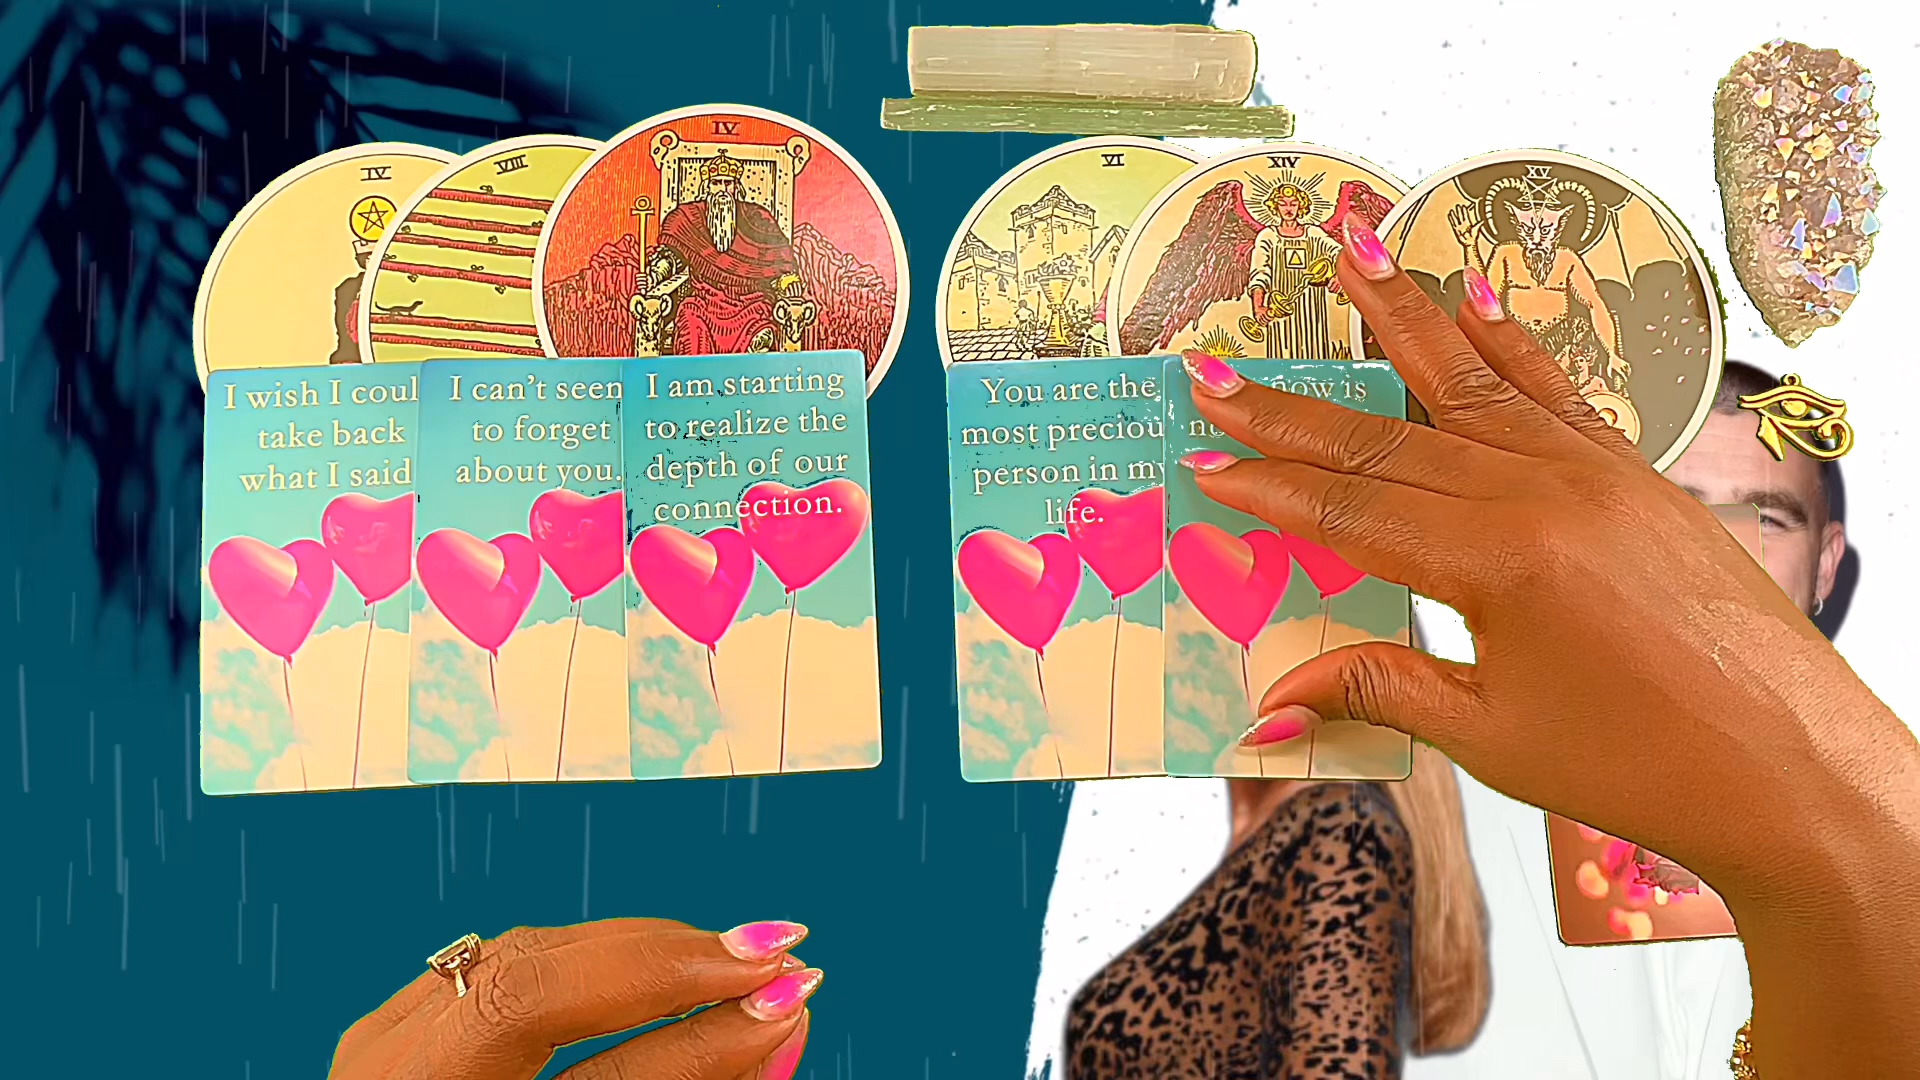 IV
VIII
IV
VI
XIV
XV
I wish I coul
take back
what I said
I can't seen
to forget
about you.
I am starting
to realize the
depth of our
connection.
You are the
most preciou
person in my
life.
now is